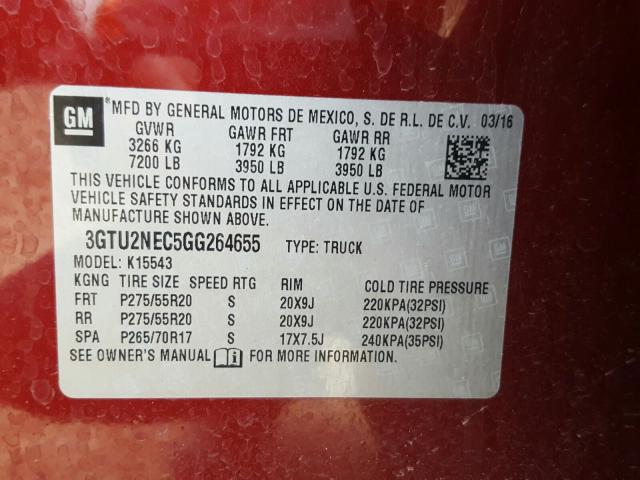 GM ®MFD BY GENERAL MOTORS DE MEXICO, S. DE R.L. DE C.V. 03/16
GVWR GAWR FRT GAWR RR
3266 KG 1792 KG 1792 KG
7200 LB 3950 LB 3950 LB
THIS VEHICLE CONFORMS TO ALL APPLICABLE U.S. FEDERAL MOTOR
VEHICLE SAFETY STANDARDS IN EFFECT ON THE DATE OF
MANUFACTURE SHOWN ABOVE.
3GTU2NEC5GG264655 TYPE: TRUCK
MODEL: K15543
KGNG TIRE SIZE SPEED RTG RIM COLD TIRE PRESSURE
FRT P275/55R20 S 20X9J 220KPA(32PSI)
RR P275/55R20 S 20X9J 220KPA(32PSI)
SPA P265/70R17 S 17X7.5J 240KPA(35PSI)
SEE OWNER'S MANUAL FOR MORE INFORMATION.